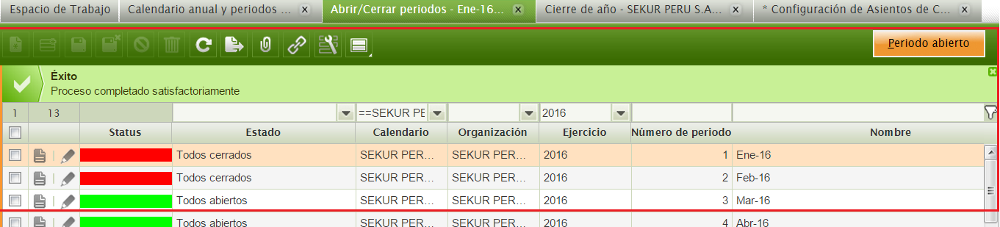 Espacio de Trabajo Calendario anual y periodos ... Abrir/Cerrar periodos - Ene-16... Cierre de año - SEKUR PERU S.A... * Configuración de Asientos de C...
Periodo abierto
Éxito
Proceso completado satisfactoriamente
1 13 ==SEKUR PE 2016
Status Estado Calendario Organización Ejercicio Número de periodo Nombre
Todos cerrados SEKUR PER... SEKUR PER... 2016 1 Ene-16
Todos cerrados SEKUR PER... SEKUR PER... 2016 2 Feb-16
Todos abiertos SEKUR PER... SEKUR PER... 2016 3 Mar-16
Todos abiertos SEKUR PER... SEKUR PER... 2016 4 Abr-16